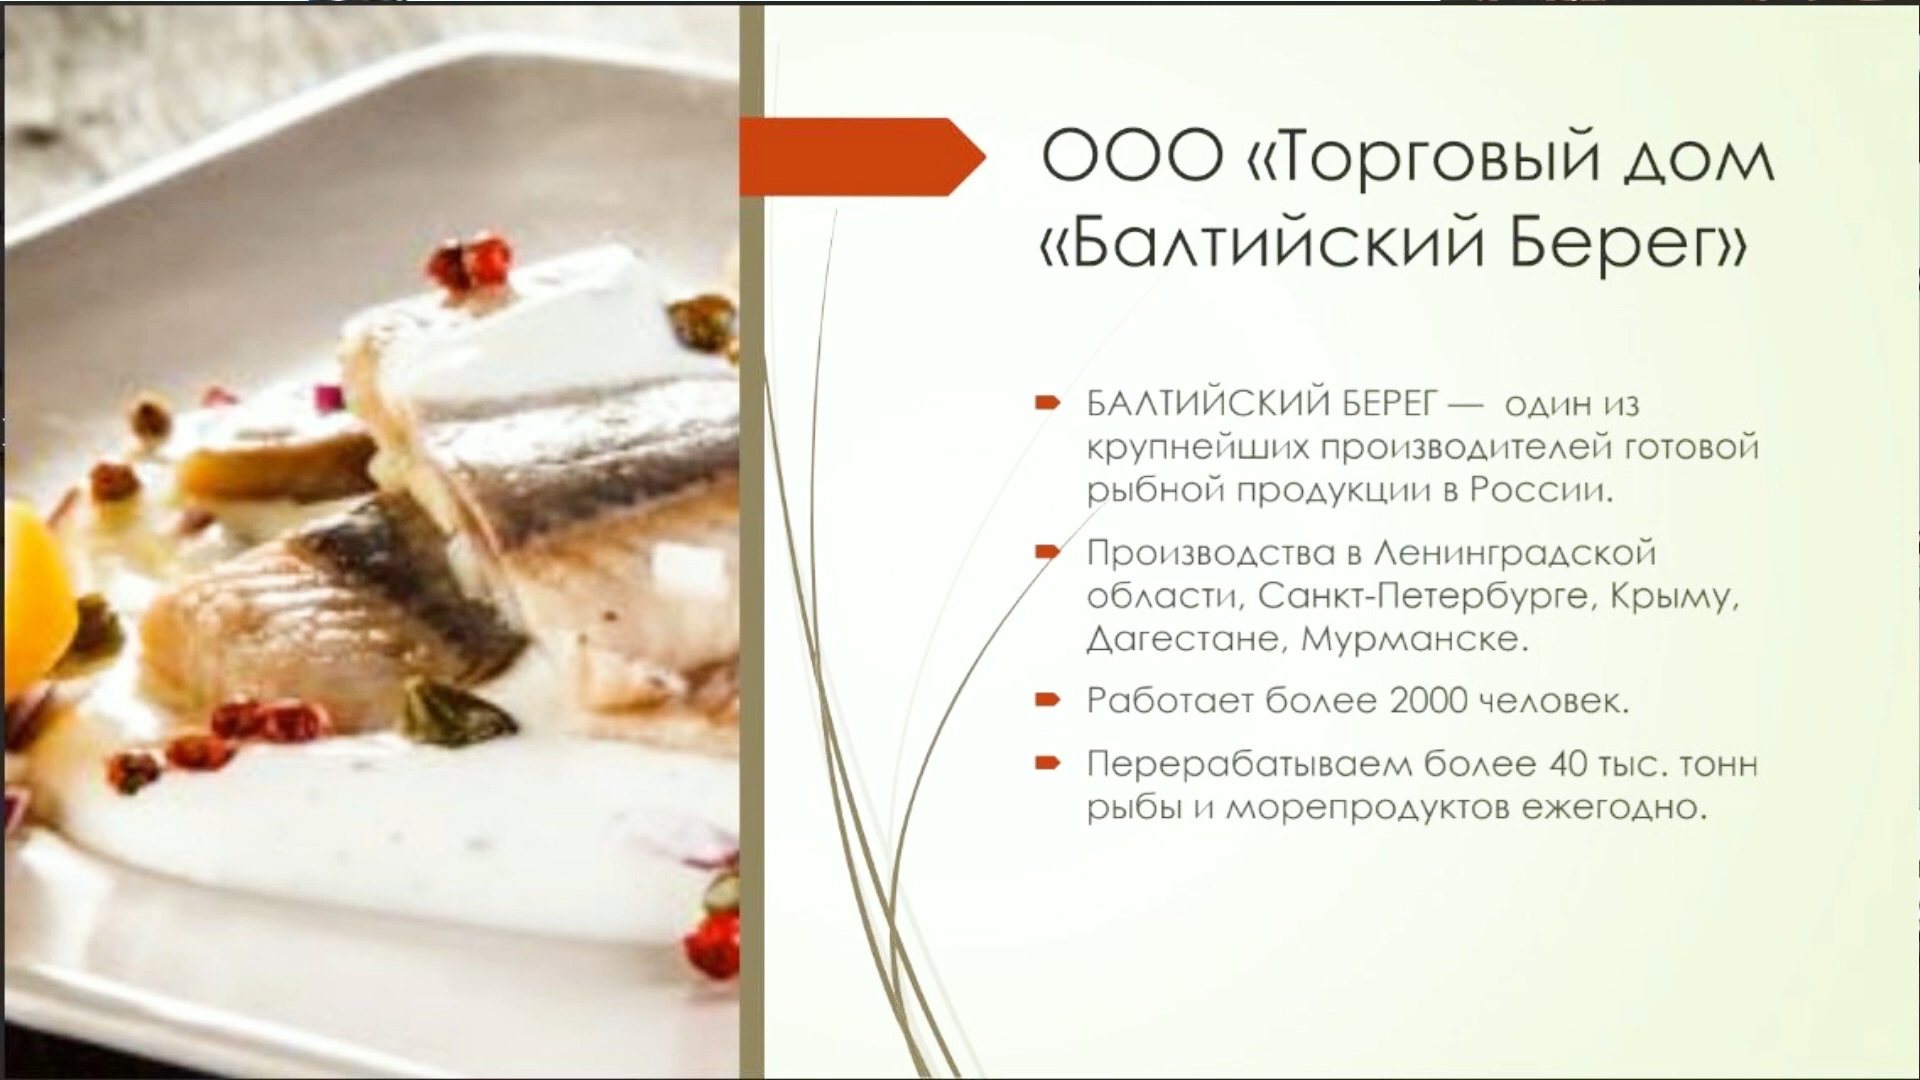 ООО «Торговый дом
«Балтийский Берег»
БАЛТИЙСКИЙ БЕРЕГ — один из
крупнейших производителей готовой
рыбной продукции в России.
Производства в Ленинградской
области, Санкт-Петербурге, Крыму,
Дагестане, Мурманске.
Работает более 2000 человек.
Перерабатываем более 40 тыс. тонн
рыбы и морепродуктов ежегодно.